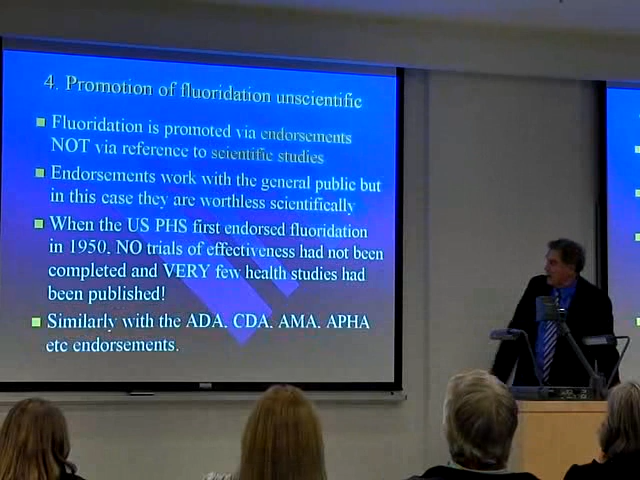 4. Promotion of fluoridation unscientific
Fluoridation is promoted via endorsements
NOT via reference to scientific studies
Endorsements work with the general public but
in this case they are worthless scientifically
When the US PHS first endorsed fluoridation
in 1950, NO trials of effectiveness had not been
completed and VERY few health studies had
been published!
Similarly with the ADA, CDA, AMA, APHA
etc endorsements.